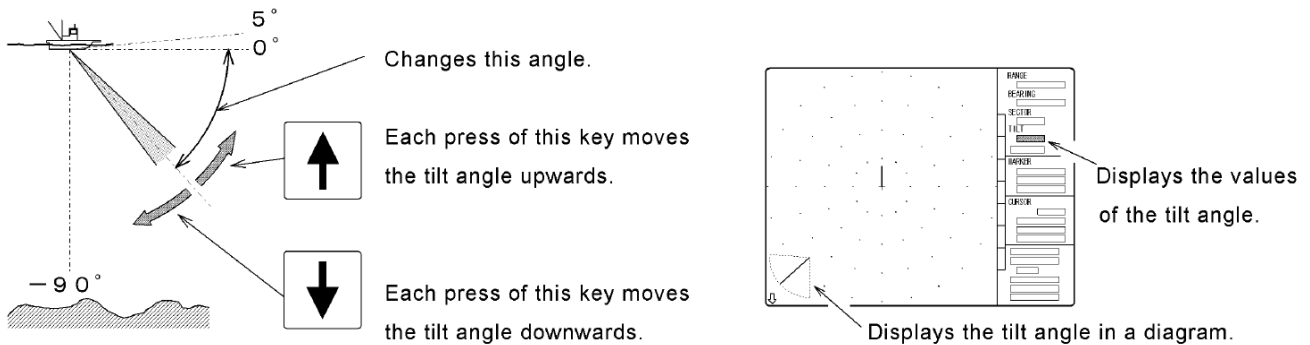 5°
0°
Changes this angle.
Each press of this key moves
the tilt angle upwards.
-90°
Each press of this key moves
the tilt angle downwards.
RANGE
BEARING
SECTOR
TILT
MARKER
CURSOR
Displays the values
of the tilt angle.
Displays the tilt angle in a diagram.